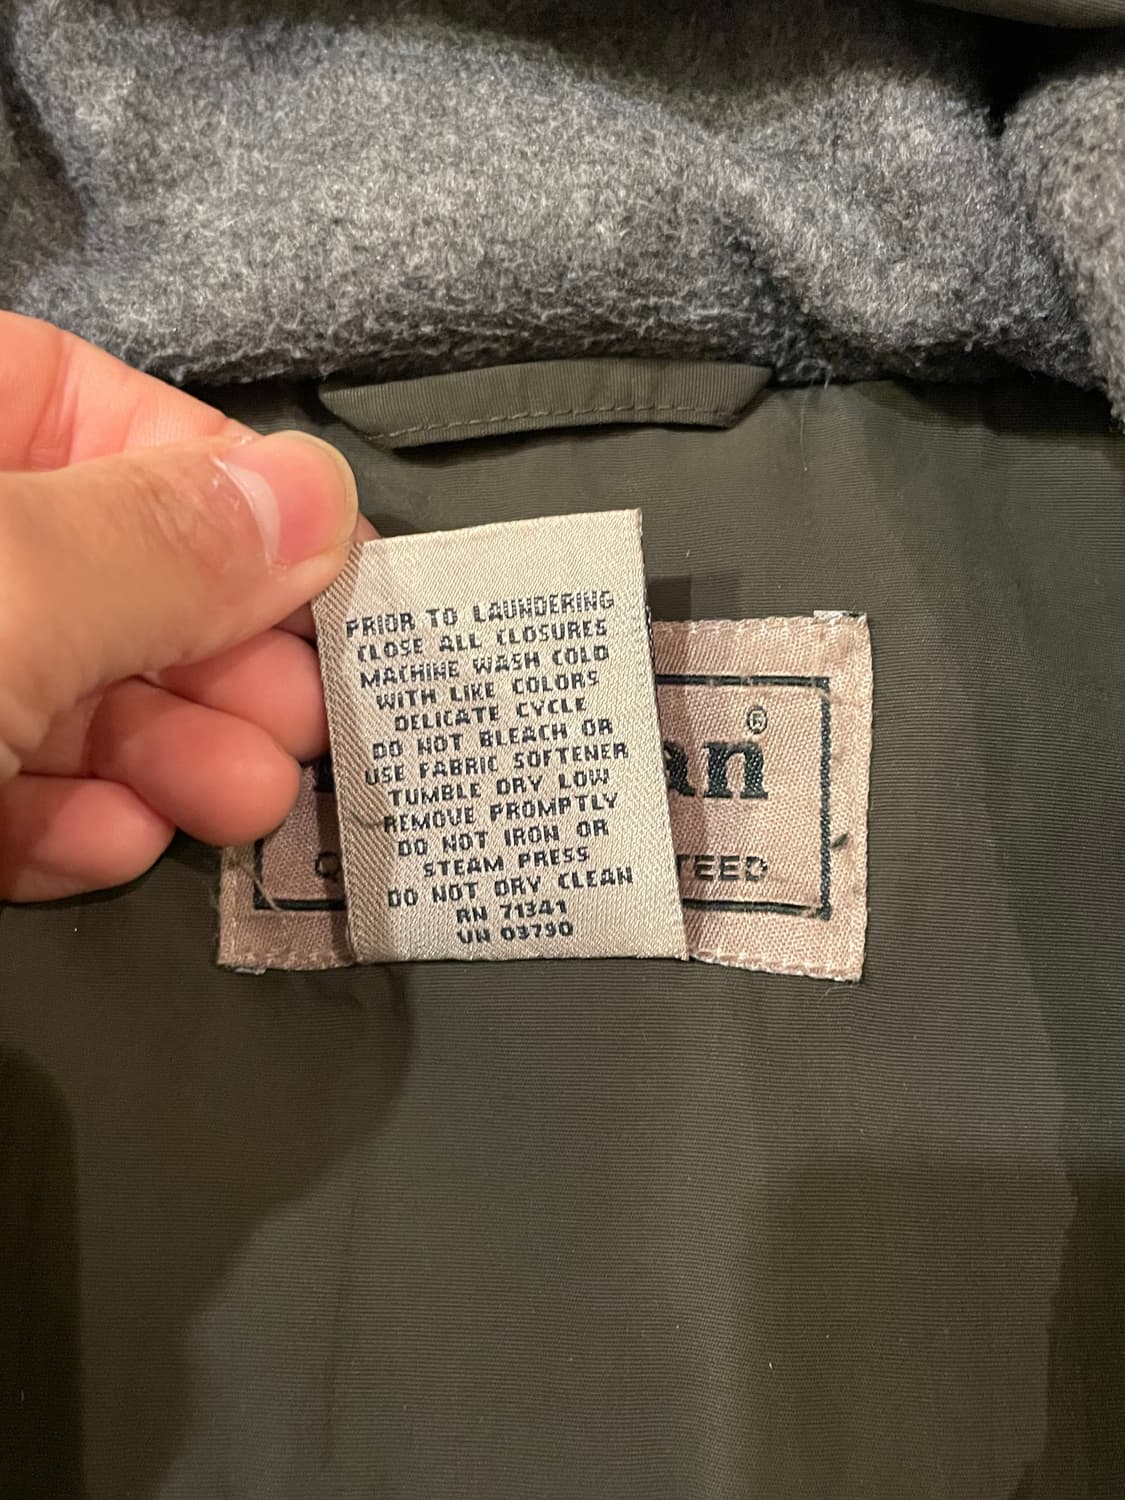 PRIOR TO LAUNDERING
CLOSE ALL CLOSURES
MACHINE WASH COLD
WITH LIKE COLORS
DELICATE CYCLE
DO NOT BLEACH OR
USE FABRIC SOFTENER
TUMBLE DRY LOW
REMOVE PROMPTLY
DO NOT IRON OR
STEAM PRESS
DO NOT DRY CLEAN
RN 71341
VN 03790
an®
Q TEED